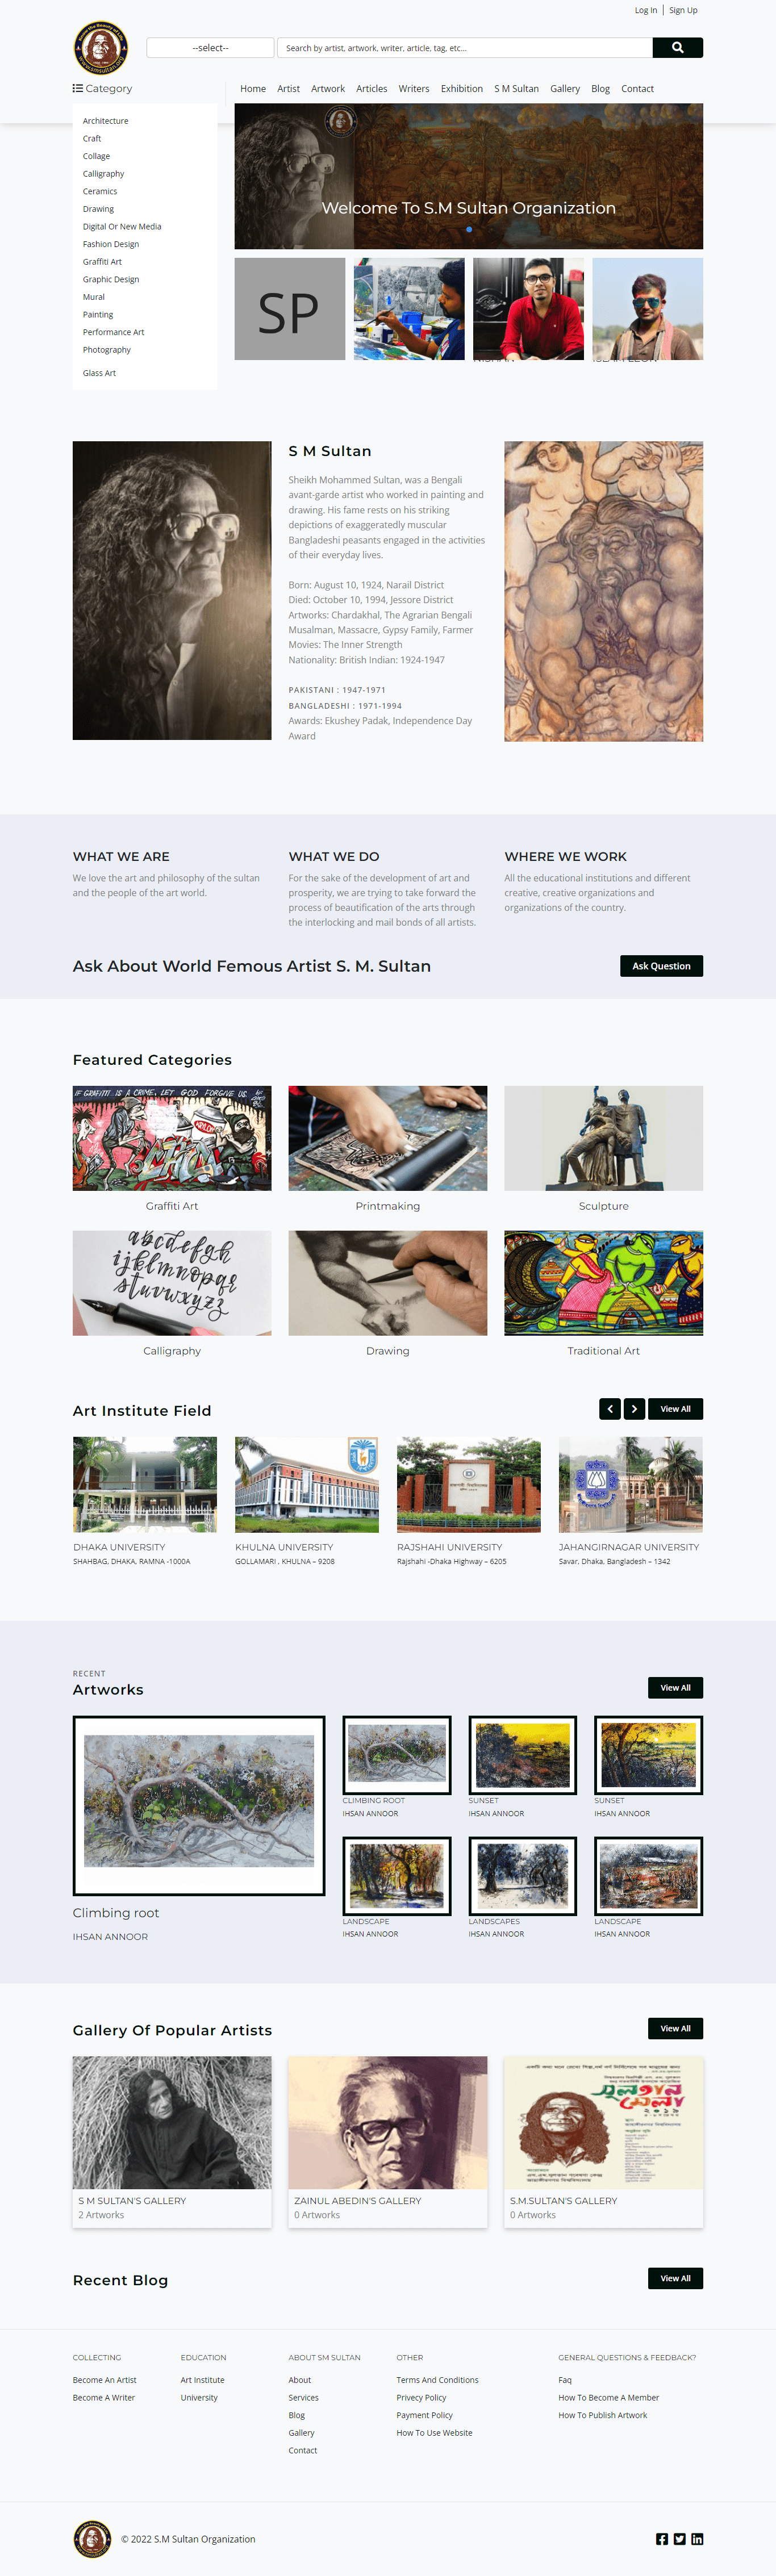 Log In | Sign Up
--select--
Search by artist, artwork, writer, article, tag, etc...
Category
Home Artist Artwork Articles Writers Exhibition S M Sultan Gallery Blog Contact
Architecture
Craft
Collage
Calligraphy
Ceramics
Drawing
Digital Or New Media
Fashion Design
Graffiti Art
Graphic Design
Mural
Painting
Performance Art
Photography
Glass Art
Welcome To S.M Sultan Organization
SP
S M Sultan
Sheikh Mohammed Sultan, was a Bengali
avant-garde artist who worked in painting and
drawing. His fame rests on his striking
depictions of exaggeratedly muscular
Bangladeshi peasants engaged in the activities
of their everyday lives.
Born: August 10, 1924, Narail District
Died: October 10, 1994, Jessore District
Artworks: Chardakhal, The Agrarian Bengali
Musalman, Massacre, Gypsy Family, Farmer
Movies: The Inner Strength
Nationality: British Indian: 1924-1947
PAKISTANI : 1947-1971
BANGLADESHI : 1971-1994
Awards: Ekushey Padak, Independence Day
Award
WHAT WE ARE
We love the art and philosophy of the sultan
and the people of the art world.
WHAT WE DO
For the sake of the development of art and
prosperity, we are trying to take forward the
process of beautification of the arts through
the interlocking and mail bonds of all artists.
WHERE WE WORK
All the educational institutions and different
creative, creative organizations and
organizations of the country.
Ask About World Femous Artist S. M. Sultan
Ask Question
Featured Categories
IF GRAFFITI IS A CRIME, LET GOD FORGIVE US.
Graffiti Art
Printmaking
Sculpture
Calligraphy
Drawing
Traditional Art
Art Institute Field
View All
DHAKA UNIVERSITY
SHAHBAG, DHAKA, RAMNA -1000A
KHULNA UNIVERSITY
GOLLAMARI , KHULNA – 9208
RAJSHAHI UNIVERSITY
Rajshahi -Dhaka Highway – 6205
JAHANGIRNAGAR UNIVERSITY
Savar, Dhaka, Bangladesh – 1342
RECENT
Artworks
View All
Climbing root
IHSAN ANNOOR
CLIMBING ROOT
IHSAN ANNOOR
SUNSET
IHSAN ANNOOR
SUNSET
IHSAN ANNOOR
LANDSCAPE
IHSAN ANNOOR
LANDSCAPES
IHSAN ANNOOR
LANDSCAPE
IHSAN ANNOOR
Gallery Of Popular Artists
View All
S M SULTAN'S GALLERY
2 Artworks
ZAINUL ABEDIN'S GALLERY
0 Artworks
সুলতান
মেলা
২০১৯
S.M.SULTAN'S GALLERY
0 Artworks
Recent Blog
View All
COLLECTING
Become An Artist
Become A Writer
EDUCATION
Art Institute
University
ABOUT SM SULTAN
About
Services
Blog
Gallery
Contact
OTHER
Terms And Conditions
Privecy Policy
Payment Policy
How To Use Website
GENERAL QUESTIONS & FEEDBACK?
Faq
How To Become A Member
How To Publish Artwork
© 2022 S.M Sultan Organization